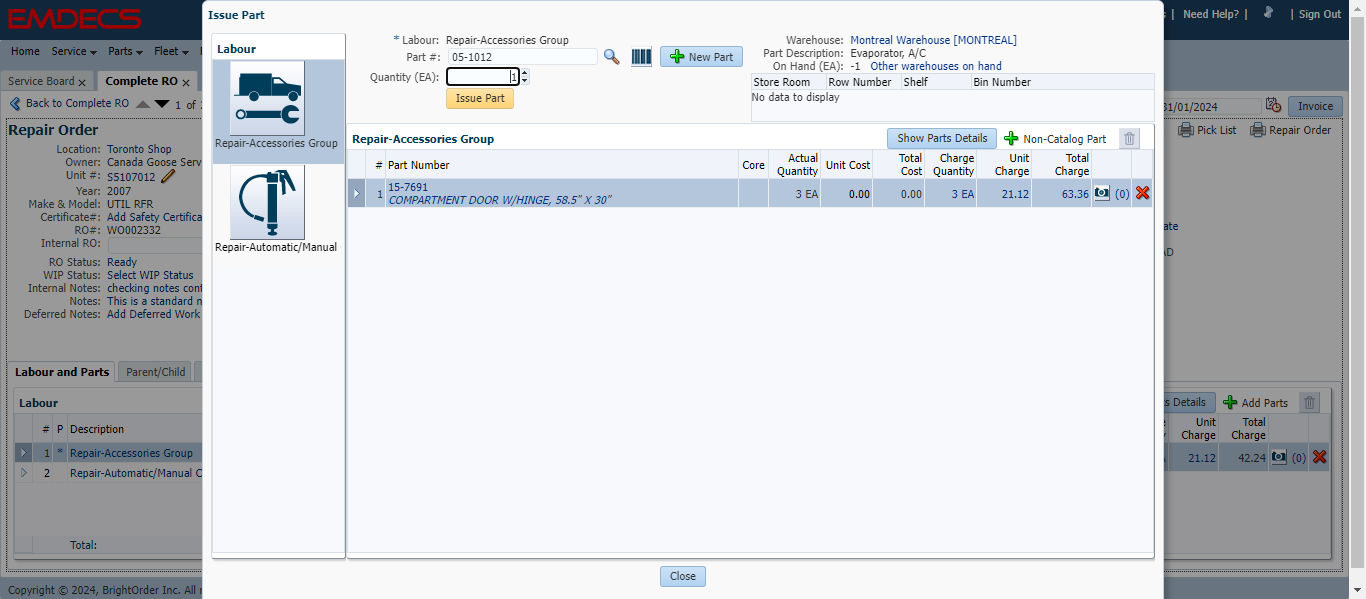 EMDECS
Need Help? | | Sign Out
Home Service Parts Fleet
Service Board x Complete RO x
Back to Complete RO 1 of
31/01/2024 Invoice
Pick List Repair Order
Repair Order
Location: Toronto Shop
Owner: Canada Goose Serv
Unit #: S5107012
Year: 2007
Make & Model: UTIL RFR
Certificate#: Add Safety Certifica
RO#: WO002332
Internal RO:
RO Status: Ready
WIP Status: Select WIP Status
Internal Notes: checking notes cont
Notes: This is a standard n
Deferred Notes: Add Deferred Work
Labour and Parts Parent/Child
Labour
# P Description
1 * Repair-Accessories Group
2 Repair-Automatic/Manual C
Total:
Copyright © 2024, BrightOrder Inc. All
Issue Part
Labour
Repair-Accessories Group
Repair-Automatic/Manual
* Labour: Repair-Accessories Group
Part #: 05-1012 New Part
Quantity (EA): 1
Issue Part
Warehouse: Montreal Warehouse [MONTREAL]
Part Description: Evaporator, A/C
On Hand (EA): -1 Other warehouses on hand
Store Room Row Number Shelf Bin Number
No data to display
Repair-Accessories Group Show Parts Details Non-Catalog Part
# Part Number Core Actual Quantity Unit Cost Total Cost Charge Quantity Unit Charge Total Charge
1 15-7691 3 EA 0.00 0.00 3 EA 21.12 63.36 (0)
COMPARTMENT DOOR W/HINGE, 58.5" X 30"
Close
s Details Add Parts
Unit Charge Total Charge
21.12 42.24 (0)